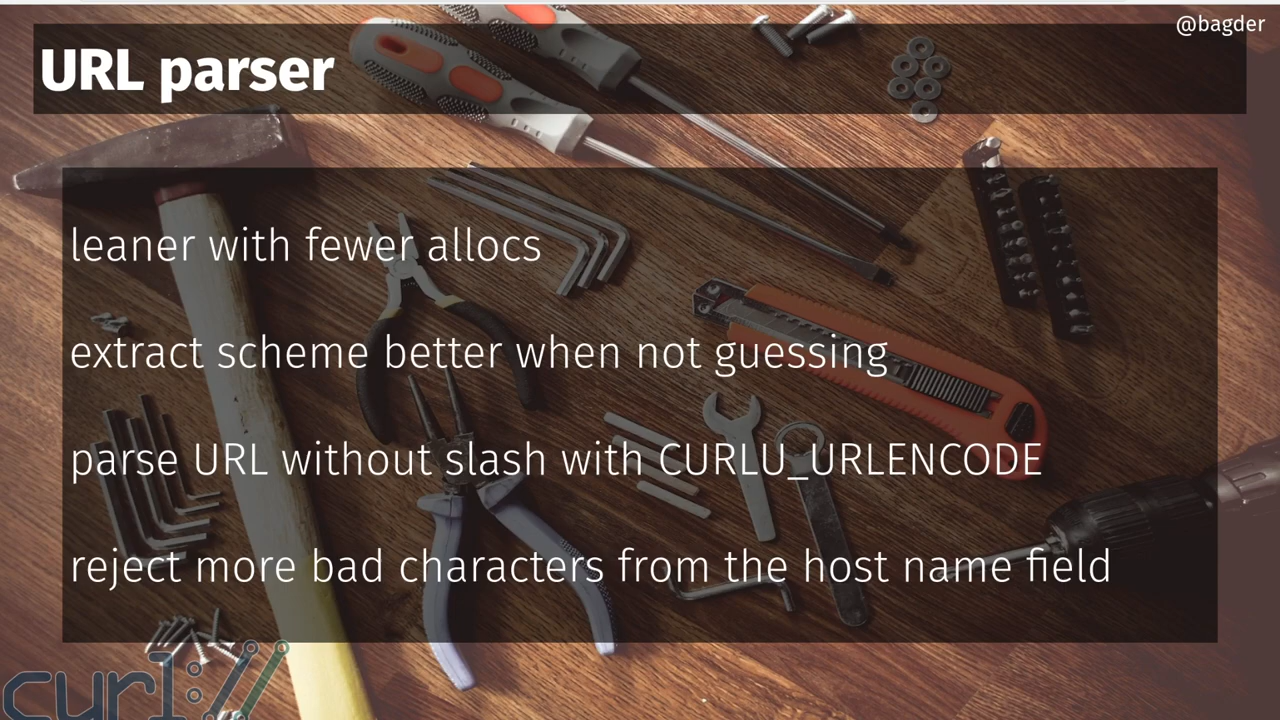 @bagder
URL parser
leaner with fewer allocs
extract scheme better when not guessing
parse URL without slash with CURLU_URLENCODE
reject more bad characters from the host name field
curl://